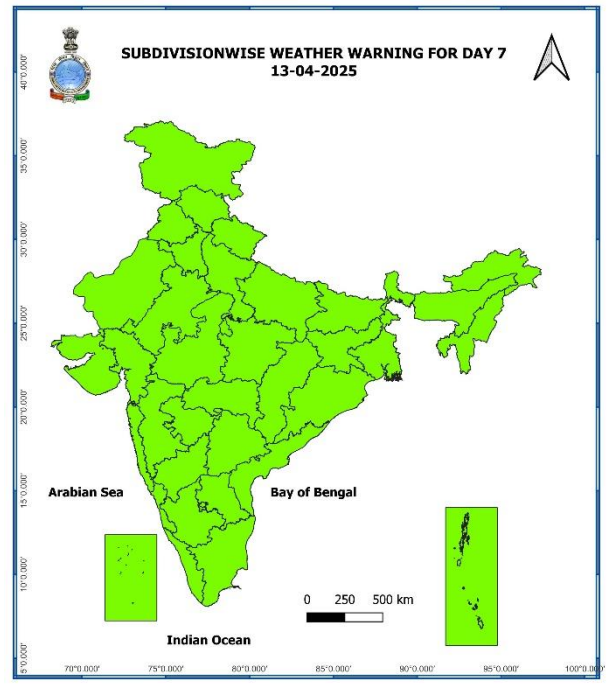 SUBDIVISIONWISE WEATHER WARNING FOR DAY 7
13-04-2025
40°0.000'
35°0.000'
30°0.000'
25°0.000'
20°0.000'
15°0.000'
10°0.000'
5°0.000'
Arabian Sea
Bay of Bengal
0 250 500 km
Indian Ocean
70°0.000' 75°0.000' 80°0.000' 85°0.000' 90°0.000' 95°0.000' 100°0.000'